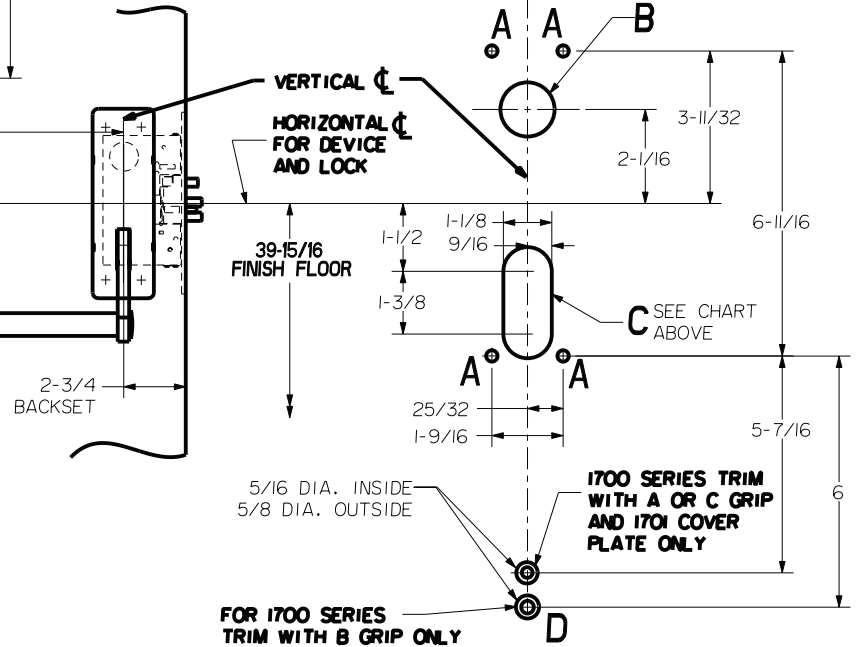 A A
B
VERTICAL ℄
3-11/32
HORIZONTAL ℄
FOR DEVICE
AND LOCK
2-1/16
1-1/8
6-11/16
1-1/2
9/16
39-15/16
FINISH FLOOR
1-3/8
C SEE CHART
ABOVE
A A
2-3/4
BACKSET
25/32
1-9/16
5-7/16
5/16 DIA. INSIDE
5/8 DIA. OUTSIDE
1700 SERIES TRIM
WITH A OR C GRIP
AND 1701 COVER
PLATE ONLY
6
FOR 1700 SERIES
TRIM WITH B GRIP ONLY
D